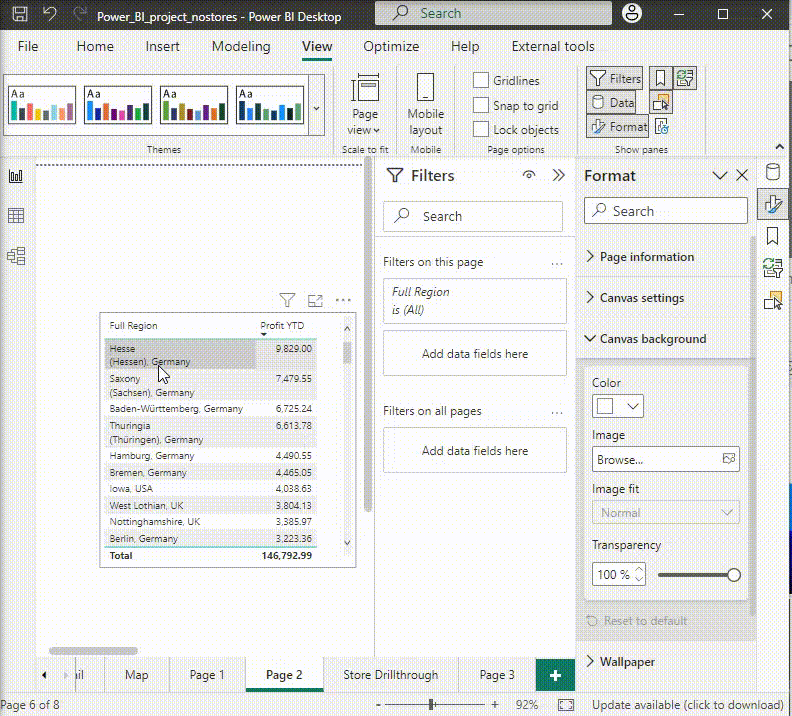 Power_BI_project_nostores - Power BI Desktop
Search
File Home Insert Modeling View Optimize Help External tools
Aa Aa Aa Aa
Themes
Page
view
Scale to fit
Mobile
layout
Mobile
Gridlines
Snap to grid
Lock objects
Page options
Filters
Data
Format
Show panes
Full Region Profit YTD
Hesse
(Hessen), Germany 9,829.00
Saxony
(Sachsen), Germany 7,479.55
Baden-Württemberg, Germany 6,725.24
Thuringia
(Thüringen), Germany 6,613.78
Hamburg, Germany 4,490.55
Bremen, Germany 4,465.05
Iowa, USA 4,038.63
West Lothian, UK 3,804.13
Nottinghamshire, UK 3,385.97
Berlin, Germany 3,223.36
Total 146,792.99
Filters
Search
Filters on this page ...
Full Region
is (All)
Add data fields here
Filters on all pages ...
Add data fields here
Format
Search
Page information
Canvas settings
Canvas background
Color
Image
Browse...
Image fit
Normal
Transparency
100 %
Reset to default
Wallpaper
ail Map Page 1 Page 2 Store Drillthrough Page 3 +
Page 6 of 8
- + 92%
Update available (click to download)